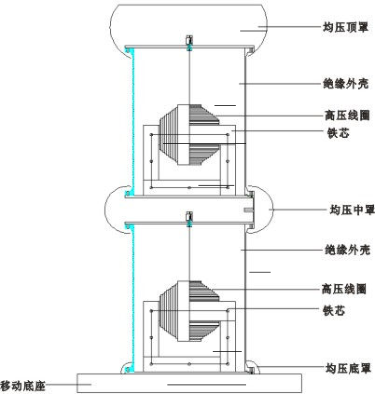 均压顶罩
绝缘外壳
高压线圈
铁芯
均压中罩
绝缘外壳
高压线圈
铁芯
均压底罩
移动底座